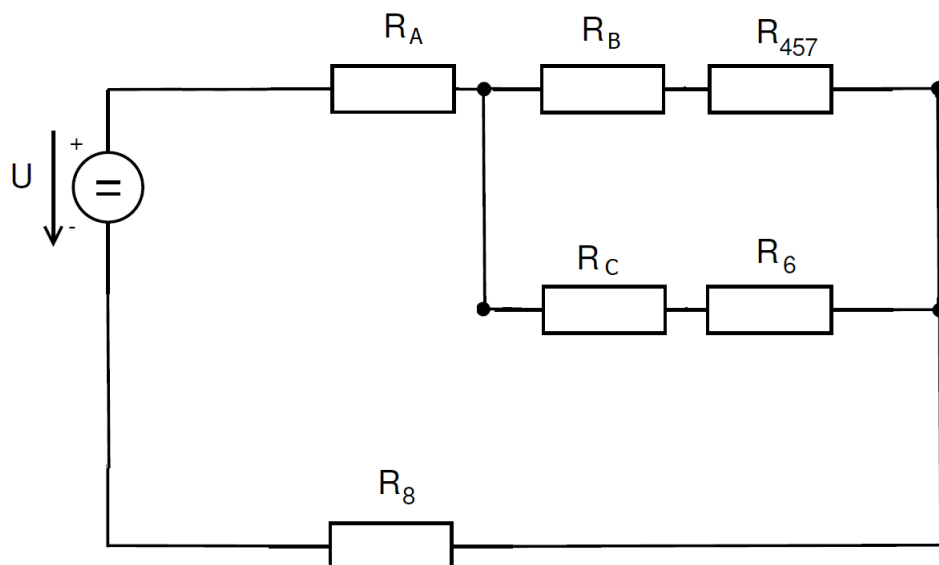 R_A
R_B
R_457
+
U
=
-
R_C
R_6
R_8